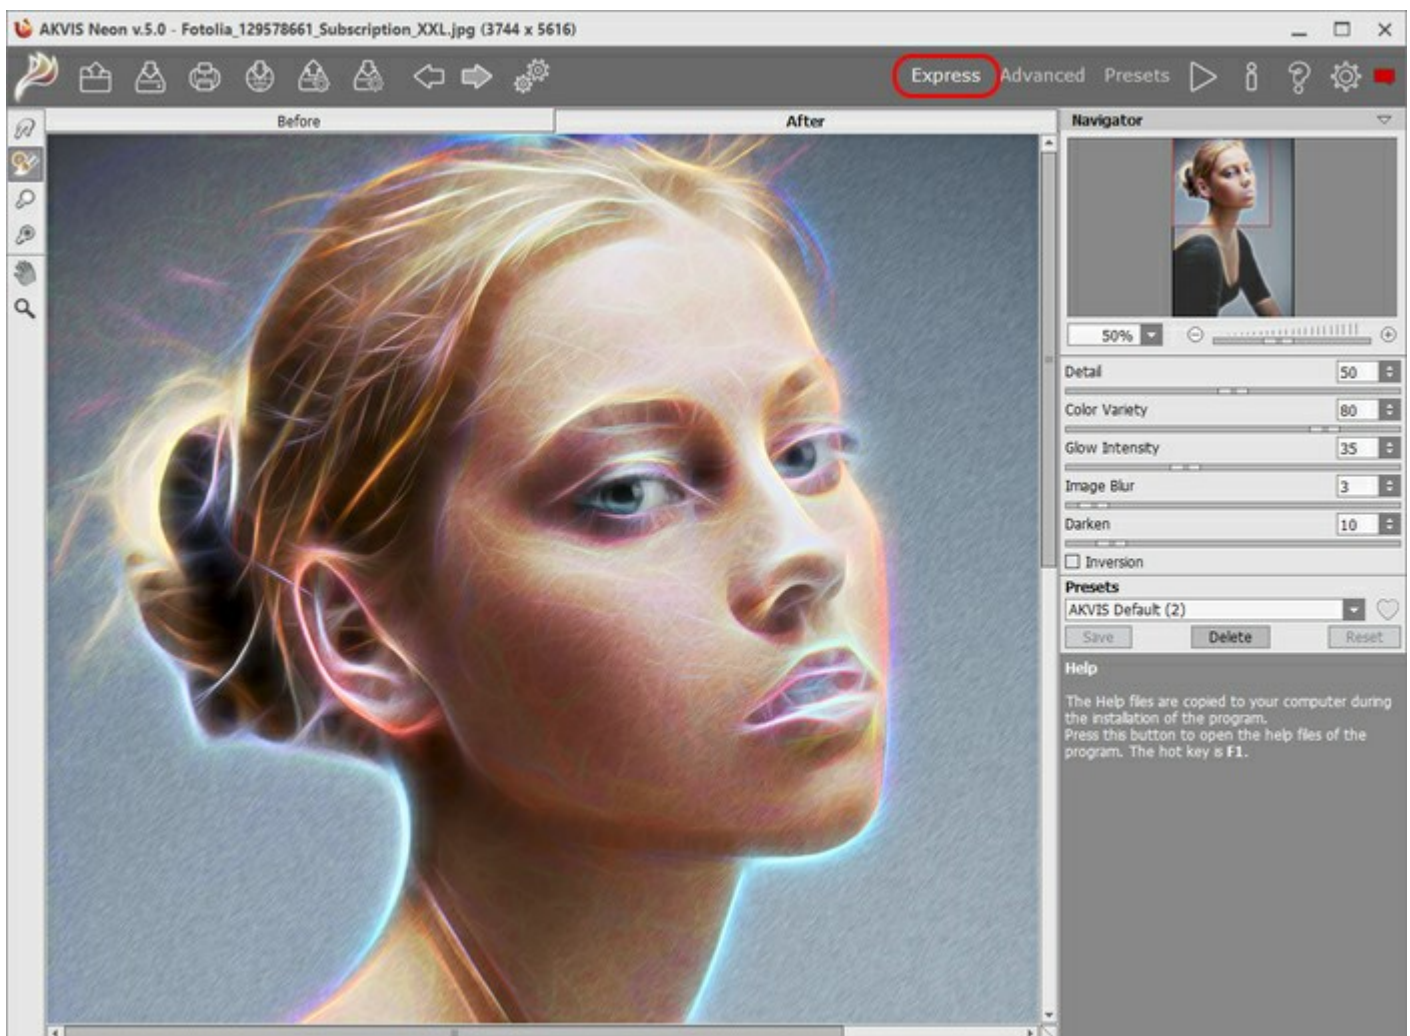 AKVIS Neon v.5.0 - Fotolia_129578661_Subscription_XXL.jpg (3744 x 5616)
Express Advanced Presets
Before After
Navigator
50%
Detail 50
Color Variety 80
Glow Intensity 35
Image Blur 3
Darken 10
Inversion
Presets
AKVIS Default (2)
Save Delete Reset
Help
The Help files are copied to your computer during
the installation of the program.
Press this button to open the help files of the
program. The hot key is F1.